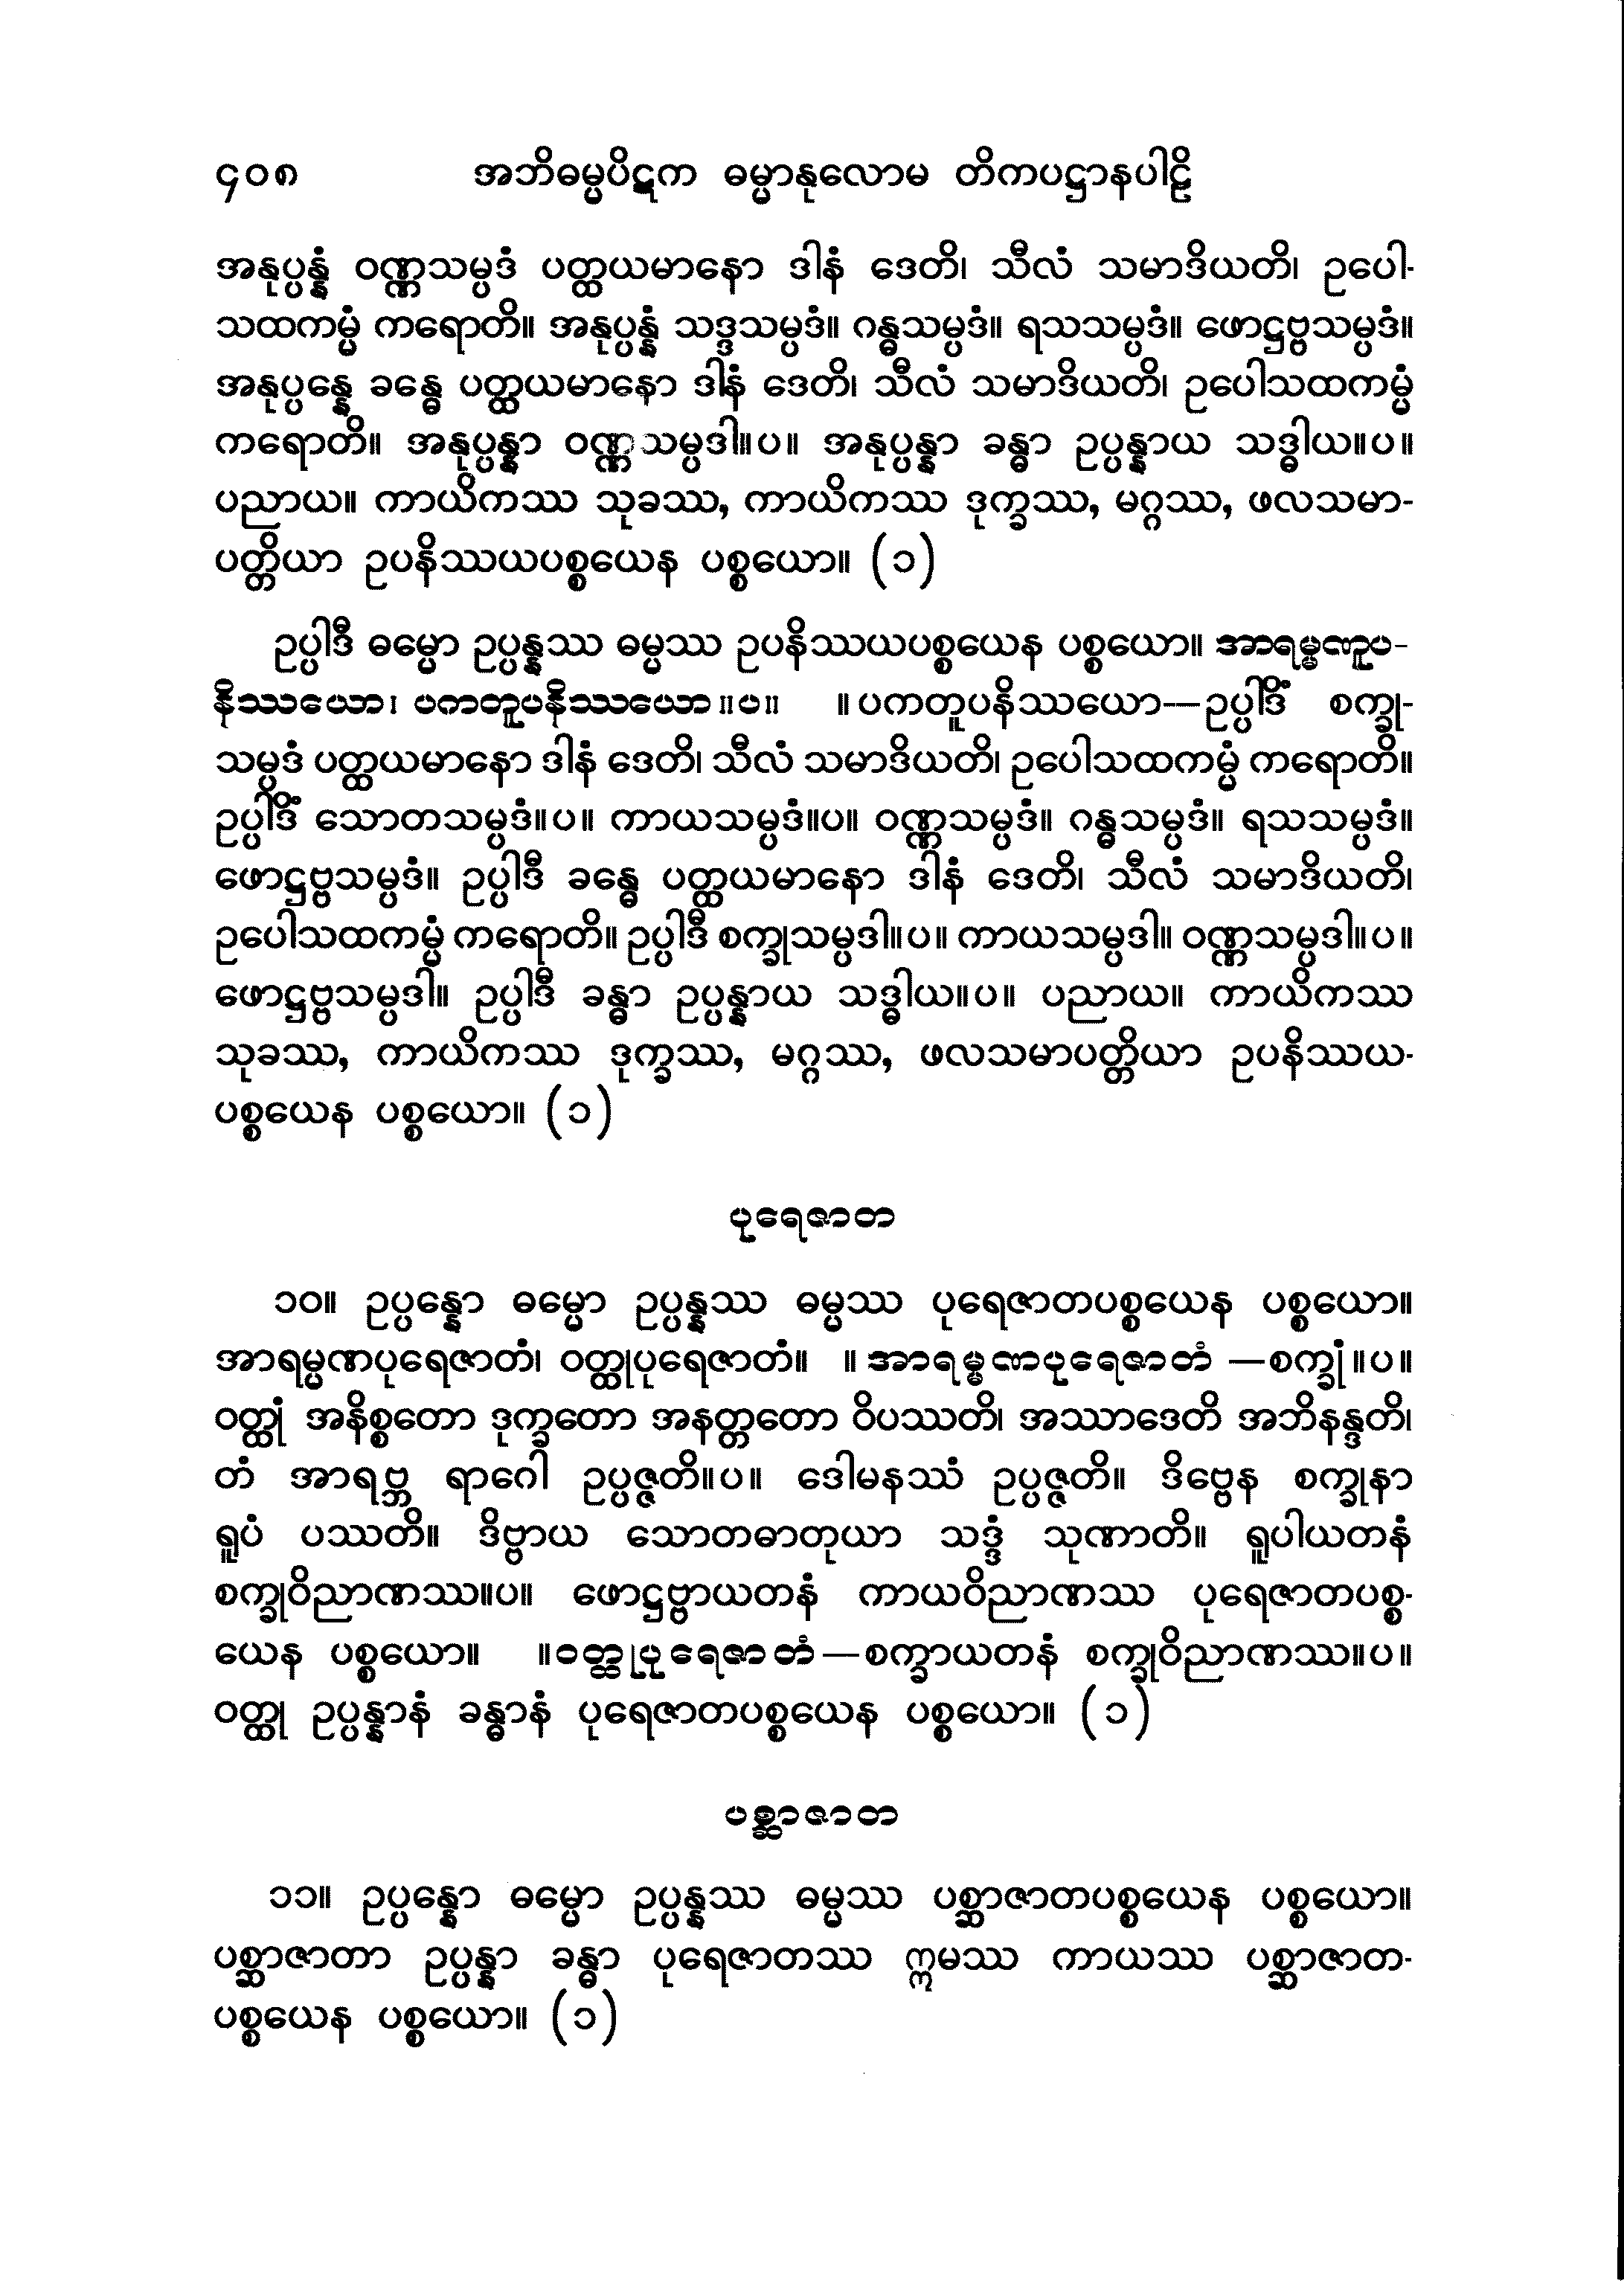 ၄၀၈ အဘိဓမ္မပိဋက ဓမ္မာနုလောမ တိကပဋ္ဌာနပါဠိ
အနုပ္ပန္နံ ဝဏ္ဏသမ္ပဒံ ပတ္ထယမာနော ဒါနံ ဒေတိ၊ သီလံ သမာဒိယတိ၊ ဥပေါ-
သထကမ္မံ ကရောတိ။ အနုပ္ပန္နံ သဒ္ဒသမ္ပဒံ။ ဂန္ဓသမ္ပဒံ။ ရသသမ္ပဒံ။ ဖောဋ္ဌဗ္ဗသမ္ပဒံ။
အနုပ္ပန္နေ ခန္ဓေ ပတ္ထယမာနော ဒါနံ ဒေတိ၊ သီလံ သမာဒိယတိ၊ ဥပေါသထကမ္မံ
ကရောတိ။ အနုပ္ပန္နာ ဝဏ္ဏသမ္ပဒါ။ပ။ အနုပ္ပန္နာ ခန္ဓာ ဥပ္ပန္နာယ သဒ္ဓါယ။ပ။
ပညာယ။ ကာယိကဿ သုခဿ, ကာယိကဿ ဒုက္ခဿ, မဂ္ဂဿ, ဖလသမာ-
ပတ္တိယာ ဥပနိဿယပစ္စယေန ပစ္စယော။ (၁)
ဥပ္ပါဒီ ဓမ္မော ဥပ္ပန္နဿ ဓမ္မဿ ဥပနိဿယပစ္စယေန ပစ္စယော။ အာရမ္မဏူပ-
နိဿယော၊ ပကတူပနိဿယော။ပ။ ။ပကတူပနိဿယော—ဥပ္ပါဒိံ စက္ခု-
သမ္ပဒံ ပတ္ထယမာနော ဒါနံ ဒေတိ၊ သီလံ သမာဒိယတိ၊ ဥပေါသထကမ္မံ ကရောတိ။
ဥပ္ပါဒိံ သောတသမ္ပဒံ။ပ။ ကာယသမ္ပဒံ။ပ။ ဝဏ္ဏသမ္ပဒံ။ ဂန္ဓသမ္ပဒံ။ ရသသမ္ပဒံ။
ဖောဋ္ဌဗ္ဗသမ္ပဒံ။ ဥပ္ပါဒီ ခန္ဓေ ပတ္ထယမာနော ဒါနံ ဒေတိ၊ သီလံ သမာဒိယတိ၊
ဥပေါသထကမ္မံ ကရောတိ။ ဥပ္ပါဒီ စက္ခုသမ္ပဒါ။ပ။ ကာယသမ္ပဒါ။ ဝဏ္ဏသမ္ပဒါ။ပ။
ဖောဋ္ဌဗ္ဗသမ္ပဒါ။ ဥပ္ပါဒီ ခန္ဓာ ဥပ္ပန္နာယ သဒ္ဓါယ။ပ။ ပညာယ။ ကာယိကဿ
သုခဿ, ကာယိကဿ ဒုက္ခဿ, မဂ္ဂဿ, ဖလသမာပတ္တိယာ ဥပနိဿယ-
ပစ္စယေန ပစ္စယော။ (၁)
ပုရေဇာတ
၁၀။ ဥပ္ပန္နော ဓမ္မော ဥပ္ပန္နဿ ဓမ္မဿ ပုရေဇာတပစ္စယေန ပစ္စယော။
အာရမ္မဏပုရေဇာတံ၊ ဝတ္ထုပုရေဇာတံ။ ။အာရမ္မဏပုရေဇာတံ —စက္ခုံ။ပ။
ဝတ္ထုံ အနိစ္စတော ဒုက္ခတော အနတ္တတော ဝိပဿတိ၊ အဿာဒေတိ အဘိနန္ဒတိ၊
တံ အာရဗ္ဘ ရာဂေါ ဥပ္ပဇ္ဇတိ။ပ။ ဒေါမနဿံ ဥပ္ပဇ္ဇတိ။ ဒိဗ္ဗေန စက္ခုနာ
ရူပံ ပဿတိ။ ဒိဗ္ဗာယ သောတဓာတုယာ သဒ္ဒံ သုဏာတိ။ ရူပါယတနံ
စက္ခုဝိညာဏဿ။ပ။ ဖောဋ္ဌဗ္ဗာယတနံ ကာယဝိညာဏဿ ပုရေဇာတပစ္စ-
ယေန ပစ္စယော။ ။ဝတ္ထုပုရေဇာတံ—စက္ခာယတနံ စက္ခုဝိညာဏဿ။ပ။
ဝတ္ထု ဥပ္ပန္နာနံ ခန္ဓာနံ ပုရေဇာတပစ္စယေန ပစ္စယော။ (၁)
ပစ္ဆာဇာတ
၁၁။ ဥပ္ပန္နော ဓမ္မော ဥပ္ပန္နဿ ဓမ္မဿ ပစ္ဆာဇာတပစ္စယေန ပစ္စယော။
ပစ္ဆာဇာတာ ဥပ္ပန္နာ ခန္ဓာ ပုရေဇာတဿ ဣမဿ ကာယဿ ပစ္ဆာဇာတ-
ပစ္စယေန ပစ္စယော။ (၁)